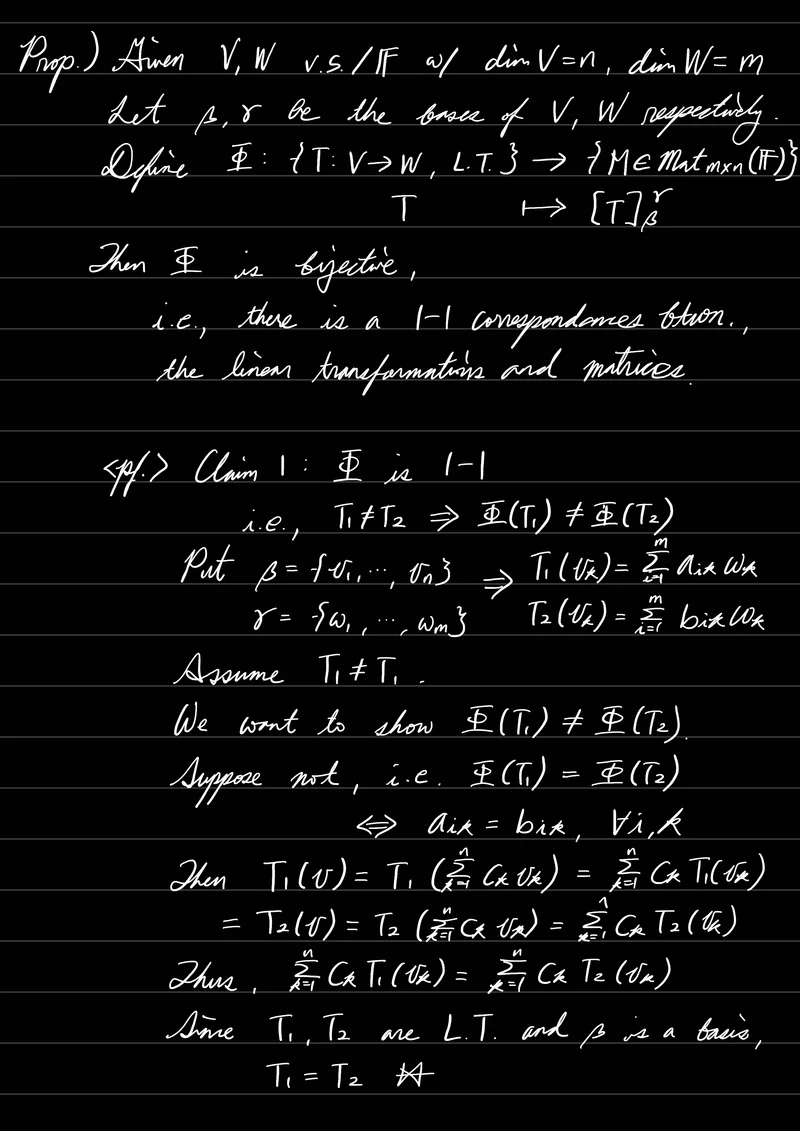 Prop.) Given V, W v.s./𝔽 w/ dim V = n, dim W = m
Let β, γ be the bases of V, W respectively.
Define Φ : {T: V→W, L.T.} → {M ∈ Mat_{m×n}(𝔽)}
T ↦ [T]_β^γ
Then Φ is bijective,
i.e., there is a 1-1 correspondances btwn.,
the linear transformations and matrices.
<pf.> Claim 1 : Φ is 1-1
i.e., T₁ ≠ T₂ ⇒ Φ(T₁) ≠ Φ(T₂)
Put β = {v₁, ⋯, vₙ} ⇒ T₁(v_k) = Σ_{i=1}^m a_{ik} w_k
γ = {w₁, ⋯, w_m} T₂(v_k) = Σ_{i=1}^m b_{ik} w_k
Assume T₁ ≠ T₁.
We want to show Φ(T₁) ≠ Φ(T₂).
Suppose not, i.e. Φ(T₁) = Φ(T₂)
⇔ a_{ik} = b_{ik}, ∀i, k
Then T₁(v) = T₁(Σ_{k=1}^n C_k v_k) = Σ_{k=1}^n C_k T₁(v_k)
= T₂(v) = T₂(Σ_{k=1}^n C_k v_k) = Σ_{k=1}^n C_k T₂(v_k)
Thus, Σ_{k=1}^n C_k T₁(v_k) = Σ_{k=1}^n C_k T₂(v_k)
Since T₁, T₂ are L.T. and β is a basis,
T₁ = T₂ ※